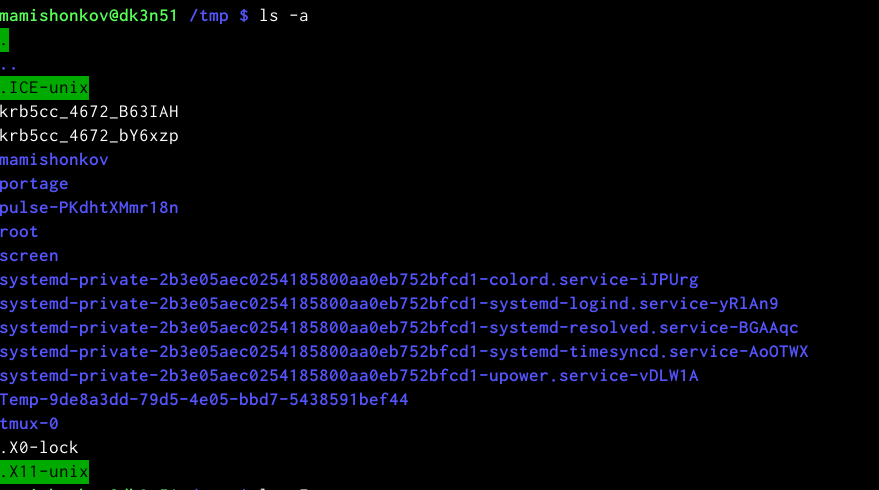 mamishonkov@dk3n51 /tmp $ ls -a
.
..
.ICE-unix
krb5cc_4672_B63IAH
krb5cc_4672_bY6xzp
mamishonkov
portage
pulse-PKdhtXMmr18n
root
screen
systemd-private-2b3e05aec0254185800aa0eb752bfcd1-colord.service-iJPUrg
systemd-private-2b3e05aec0254185800aa0eb752bfcd1-systemd-logind.service-yRlAn9
systemd-private-2b3e05aec0254185800aa0eb752bfcd1-systemd-resolved.service-BGAAqc
systemd-private-2b3e05aec0254185800aa0eb752bfcd1-systemd-timesyncd.service-AoOTWX
systemd-private-2b3e05aec0254185800aa0eb752bfcd1-upower.service-vDLW1A
Temp-9de8a3dd-79d5-4e05-bbd7-5438591bef44
tmux-0
.X0-lock
.X11-unix